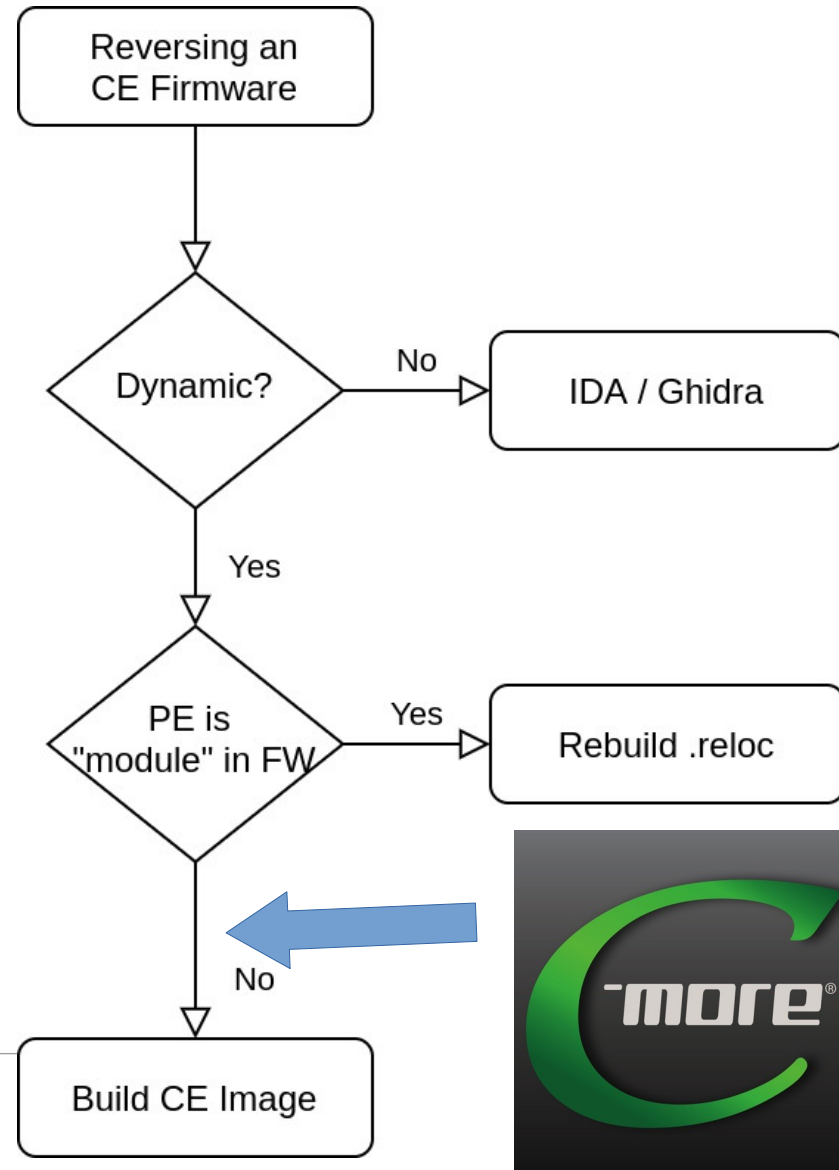 Reversing an
CE Firmware
Dynamic?
No
IDA / Ghidra
Yes
PE is
"module" in FW
Yes
Rebuild .reloc
No
C-more®
Build CE Image